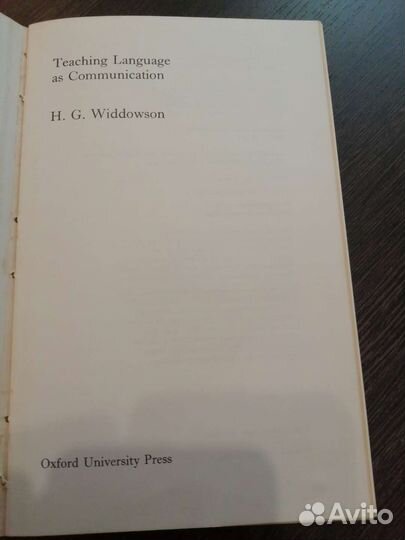 Teaching Language
as Communication
H. G. Widdowson
Oxford University Press
Avito